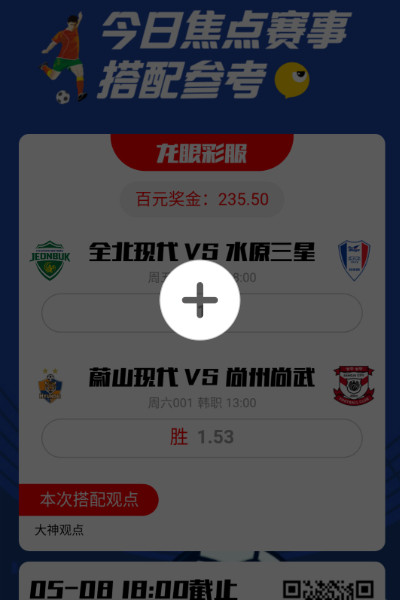 今日焦点赛事
搭配参考
龙眼彩服
百元奖金：235.50
JEONBUK
全北现代 VS 水原三星
:00
蔚山现代 VS 尚州尚武
周六001 韩职 13:00
胜 1.53
本次搭配观点
大神观点
05-08 18:00截止